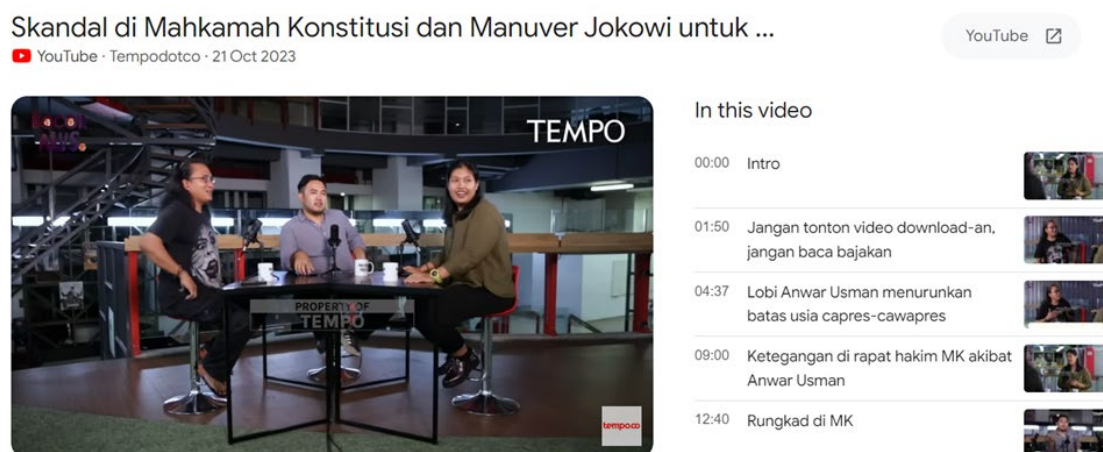 Skandal di Mahkamah Konstitusi dan Manuver Jokowi untuk ...
YouTube · Tempodotco · 21 Oct 2023
YouTube
BOCOR
ALUS
TEMPO
PROPERTY OF
TEMPO
tempo.co
In this video
00:00 Intro
01:50 Jangan tonton video download-an,
jangan baca bajakan
04:37 Lobi Anwar Usman menurunkan
batas usia capres-cawapres
09:00 Ketegangan di rapat hakim MK akibat
Anwar Usman
12:40 Rungkad di MK